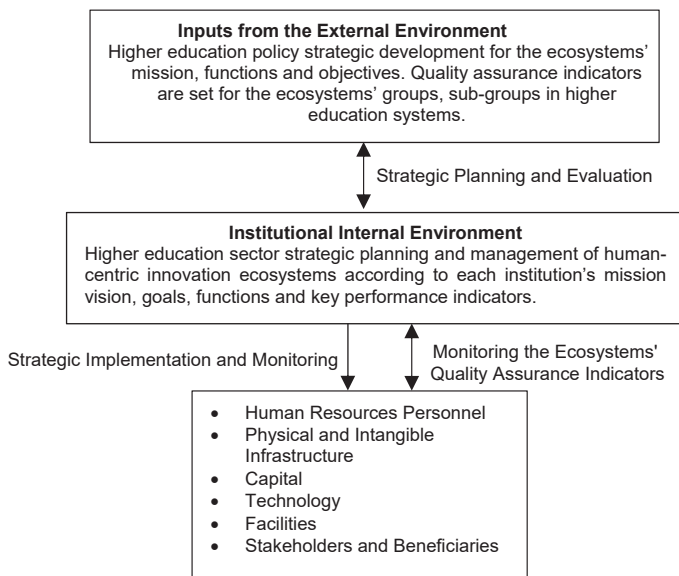 Inputs from the External Environment
Higher education policy strategic development for the ecosystems’
mission, functions and objectives. Quality assurance indicators
are set for the ecosystems’ groups, sub-groups in higher
education systems.
Strategic Planning and Evaluation
Institutional Internal Environment
Higher education sector strategic planning and management of human-
centric innovation ecosystems according to each institution’s mission
vision, goals, functions and key performance indicators.
Strategic Implementation and Monitoring
Monitoring the Ecosystems'
Quality Assurance Indicators
• Human Resources Personnel
• Physical and Intangible
Infrastructure
• Capital
• Technology
• Facilities
• Stakeholders and Beneficiaries